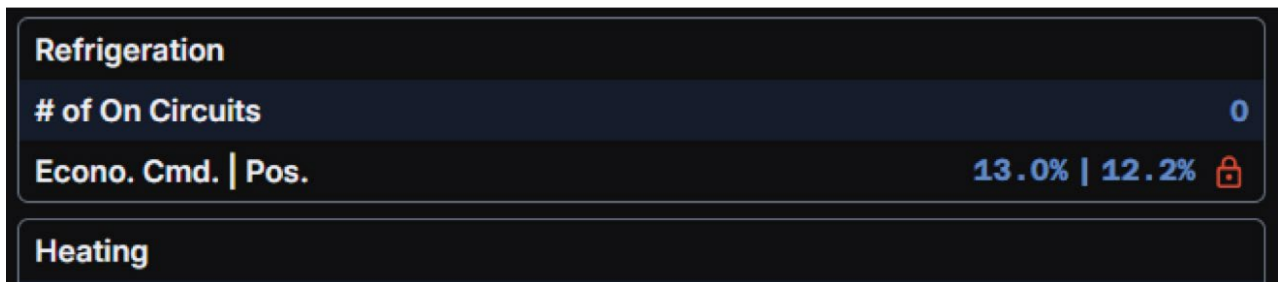 Refrigeration
# of On Circuits 0
Econo. Cmd. | Pos. 13.0% | 12.2%
Heating